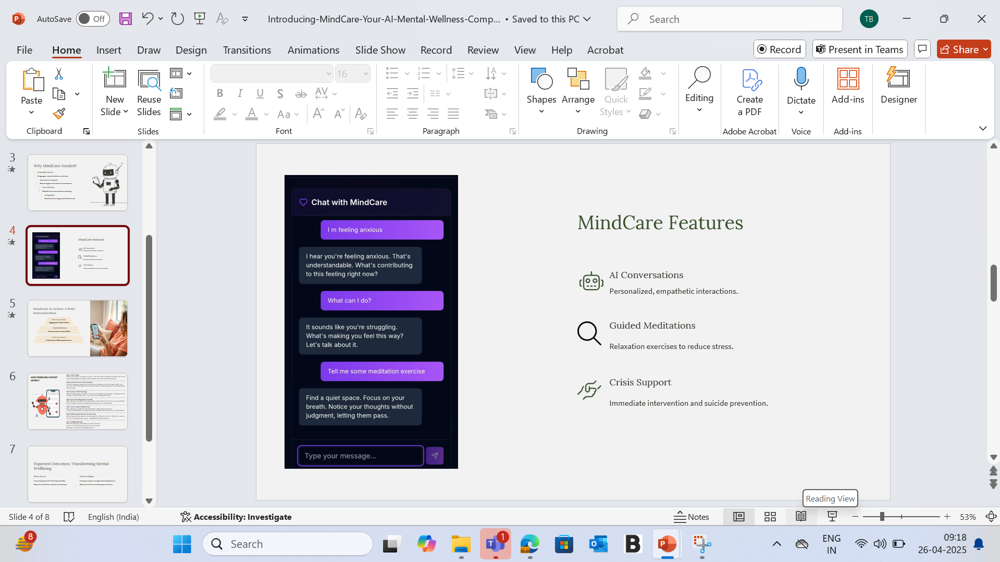 AutoSave Off
Introducing-MindCare-Your-AI-Mental-Wellness-Comp... • Saved to this PC
Search
TB
File Home Insert Draw Design Transitions Animations Slide Show Record Review View Help Acrobat
Record
Present in Teams
Share
Paste
New Slide
Reuse Slides
16
Shapes
Arrange
Quick Styles
Editing
Create a PDF
Dictate
Add-ins
Designer
Clipboard
Slides
Font
Paragraph
Drawing
Adobe Acrobat
Voice
Add-ins
3
Why MindCare Needed?
4
MindCare Features
5
MindCare in Action: A Brief
Demonstration
6
HOW MINDCARE CHATBOT
WORKS?
7
Expected Outcomes: Transforming Mental
Wellbeing
Chat with MindCare
I m feeling anxious
I hear you're feeling anxious. That's
understandable. What's contributing
to this feeling right now?
What can I do?
It sounds like you're struggling.
What's making you feel this way?
Let's talk about it.
Tell me some meditation exercise
Find a quiet space. Focus on your
breath. Notice your thoughts without
judgment, letting them pass.
Type your message...
MindCare Features
AI Conversations
Personalized, empathetic interactions.
Guided Meditations
Relaxation exercises to reduce stress.
Crisis Support
Immediate intervention and suicide prevention.
Reading View
Slide 4 of 8
English (India)
Accessibility: Investigate
Notes
53%
8
Search
1
ENG
IN
09:18
26-04-2025